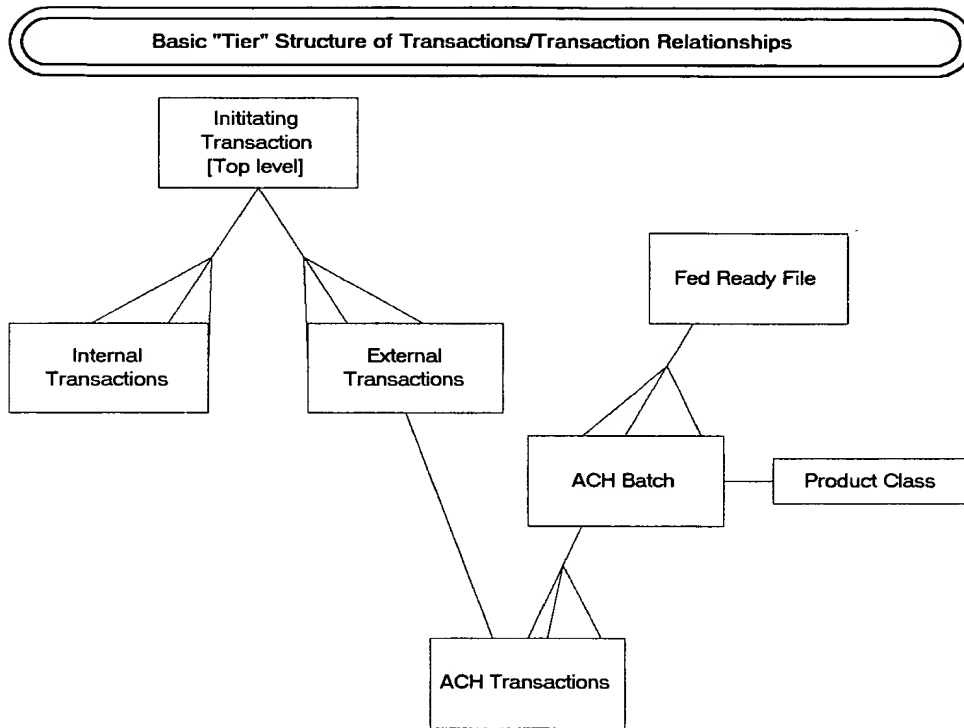 Basic "Tier" Structure of Transactions/Transaction Relationships
Inititating
Transaction
[Top level]
Fed Ready File
Internal
Transactions
External
Transactions
ACH Batch
Product Class
ACH Transactions